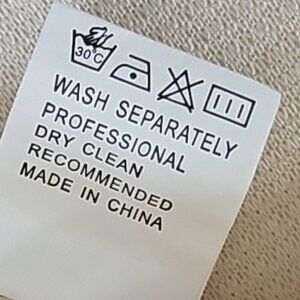 30°C
WASH SEPARATELY
PROFESSIONAL
DRY CLEAN
RECOMMENDED
MADE IN CHINA